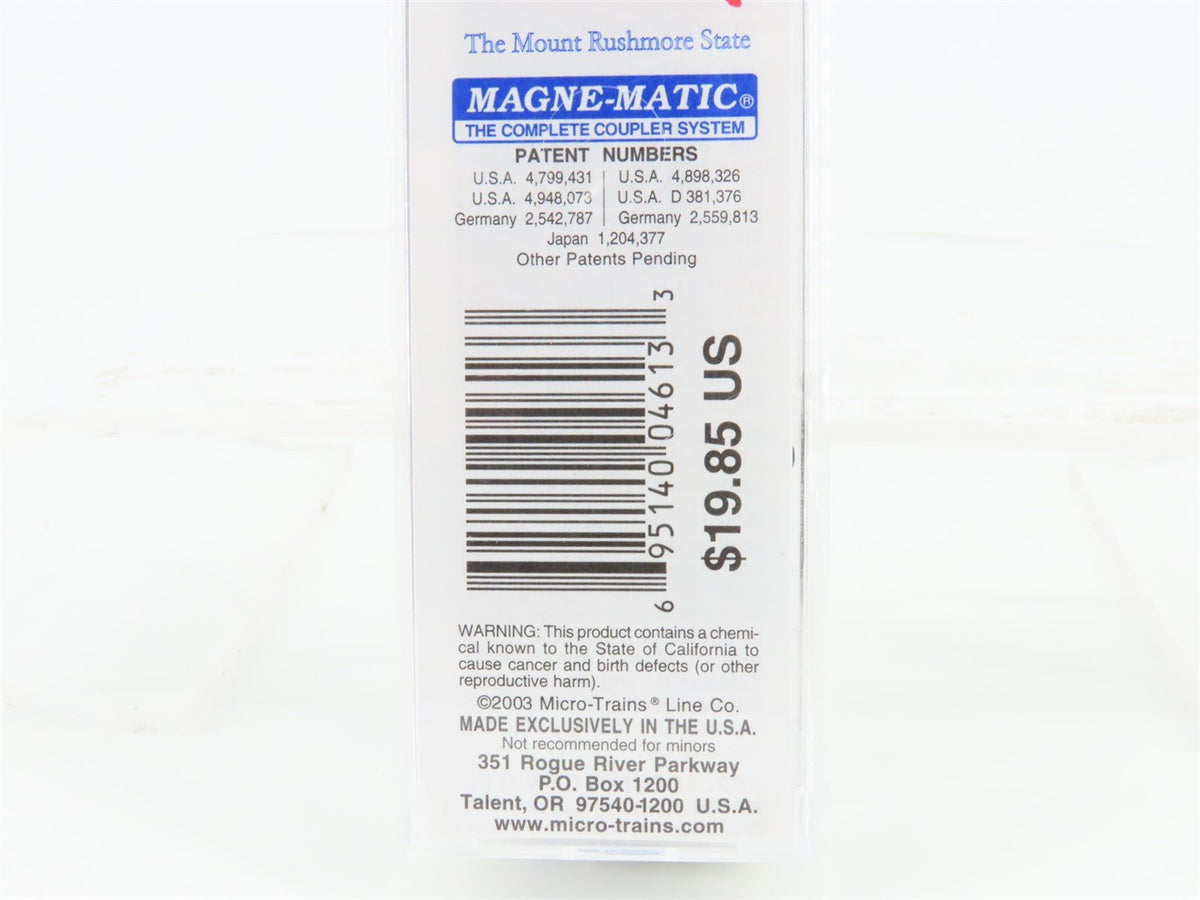 The Mount Rushmore State
MAGNE-MATIC®
THE COMPLETE COUPLER SYSTEM
PATENT NUMBERS
U.S.A. 4,799,431 U.S.A. 4,898,326
U.S.A. 4,948,073 U.S.A. D 381,376
Germany 2,542,787 Germany 2,559,813
Japan 1,204,377
Other Patents Pending
6 95140 04613 3
$19.85 US
WARNING: This product contains a chemi-
cal known to the State of California to
cause cancer and birth defects (or other
reproductive harm).
©2003 Micro-Trains® Line Co.
MADE EXCLUSIVELY IN THE U.S.A.
Not recommended for minors
351 Rogue River Parkway
P.O. Box 1200
Talent, OR 97540-1200 U.S.A.
www.micro-trains.com